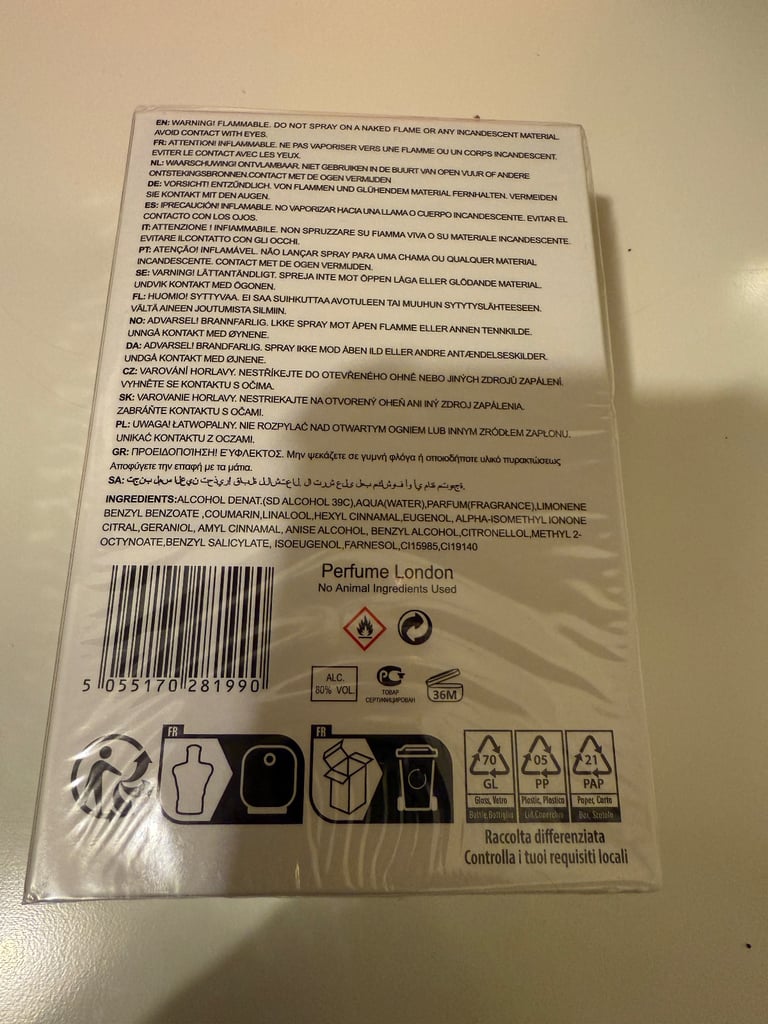 EN: WARNING! FLAMMABLE. DO NOT SPRAY ON A NAKED FLAME OR ANY INCANDESCENT MATERIAL.
AVOID CONTACT WITH EYES.
FR: ATTENTION! INFLAMMABLE. NE PAS VAPORISER VERS UNE FLAMME OU UN CORPS INCANDESCENT.
EVITER LE CONTACT AVEC LES YEUX.
NL: WAARSCHUWING! ONTVLAMBAAR. NIET GEBRUIKEN IN DE BUURT VAN OPEN VUUR OF ANDERE
ONTSTEKINGSBRONNEN.CONTACT MET DE OGEN VERMIJDEN
DE: VORSICHT! ENTZÜNDLICH. VON FLAMMEN UND GLÜHENDEM MATERIAL FERNHALTEN. VERMEIDEN
SIE KONTAKT MIT DEN AUGEN.
ES: ¡PRECAUCIÓN! INFLAMABLE. NO VAPORIZAR HACIA UNA LLAMA O CUERPO INCANDESCENTE. EVITAR EL
CONTACTO CON LOS OJOS.
IT: ATTENZIONE ! INFIAMMABILE. NON SPRUZZARE SU FIAMMA VIVA O SU MATERIALE INCANDESCENTE.
EVITARE ILCONTATTO CON GLI OCCHI.
PT: ATENÇÃO! INFLAMÁVEL. NÃO LANÇAR SPRAY PARA UMA CHAMA OU QUALQUER MATERIAL
INCANDESCENTE. CONTACT MET DE OGEN VERMIJDEN.
SE: VARNING! LÄTTANTÄNDLIGT. SPREJA INTE MOT ÖPPEN LÅGA ELLER GLÖDANDE MATERIAL.
UNDVIK KONTAKT MED ÖGONEN.
FL: HUOMIO! SYTTYVAA. EI SAA SUIHKUTTAA AVOTULEEN TAI MUUHUN SYTYTYSLÄHTEESEEN.
VÄLTÄ AINEEN JOUTUMISTA SILMIIN.
NO: ADVARSEL! BRANNFARLIG. LKKE SPRAY MOT ÅPEN FLAMME ELLER ANNEN TENNKILDE.
UNNGÅ KONTAKT MED ØYNENE.
DA: ADVARSEL! BRANDFARLIG. SPRAY IKKE MOD ÅBEN ILD ELLER ANDRE ANTÆNDELSESKILDER.
UNDGÅ KONTAKT MED ØJNENE.
CZ: VAROVÁNÍ HORLAVY. NESTŘÍKEJTE DO OTEVŘENÉHO OHNĚ NEBO JINÝCH ZDROJŮ ZAPÁLENÍ.
VYHNĚTE SE KONTAKTU S OČIMA.
SK: VAROVANIE HORLAVY. NESTRIEKAJTE NA OTVORENÝ OHEŇ ANI INÝ ZDROJ ZAPÁLENIA.
ZABRÁŇTE KONTAKTU S OČAMI.
PL: UWAGA! ŁATWOPALNY. NIE ROZPYLAĆ NAD OTWARTYM OGNIEM LUB INNYM ZRÓDŁEM ZAPŁONU.
UNIKAĆ KONTAKTU Z OCZAMI.
GR: ΠΡΟΕΙΔΟΠΟΊΗΣΗ! ΕΎΦΛΕΚΤΟΣ. Μην ψεκάζετε σε γυμνή φλόγα ή οποιοδήποτε υλικό πυρακτώσεως
Αποφύγετε την επαφή με τα μάτια.
SA:
INGREDIENTS:ALCOHOL DENAT.(SD ALCOHOL 39C),AQUA(WATER),PARFUM(FRAGRANCE),LIMONENE
BENZYL BENZOATE ,COUMARIN,LINALOOL,HEXYL CINNAMAL,EUGENOL, ALPHA-ISOMETHYL IONONE
CITRAL,GERANIOL, AMYL CINNAMAL, ANISE ALCOHOL, BENZYL ALCOHOL,CITRONELLOL,METHYL 2-
OCTYNOATE,BENZYL SALICYLATE, ISOEUGENOL,FARNESOL,CI15985,CI19140
Perfume London
No Animal Ingredients Used
5 055170 281990
ALC.
80% VOL.
РСТ
ТОВАР
СЕРТИФИЦИРОВАН
36M
FR
FR
70
GL
Glass, Vetro
Bottle, Bottiglia
05
PP
Plastic, Plastica
Lid, Coperchio
21
PAP
Paper, Carta
Box, Scatola
Raccolta differenziata
Controlla i tuoi requisiti locali